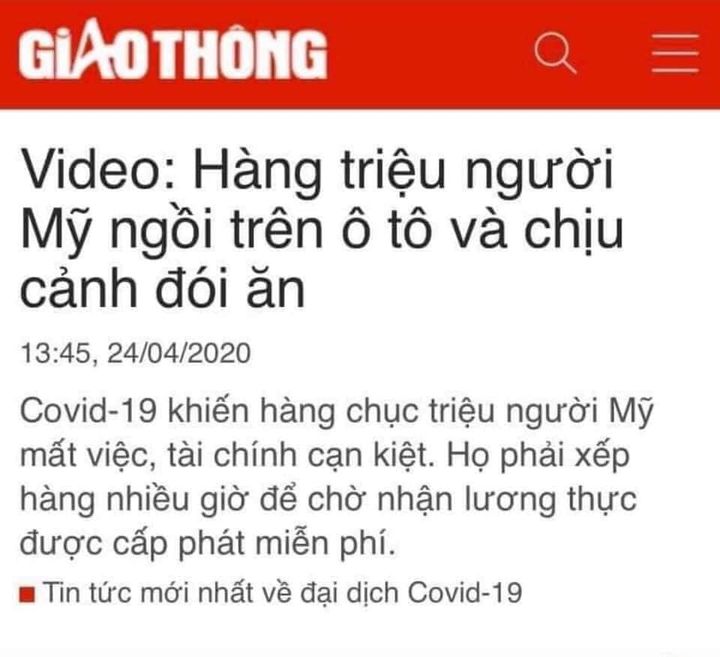 GIAO THÔNG
Video: Hàng triệu người
Mỹ ngồi trên ô tô và chịu
cảnh đói ăn
13:45, 24/04/2020
Covid-19 khiến hàng chục triệu người Mỹ
mất việc, tài chính cạn kiệt. Họ phải xếp
hàng nhiều giờ để chờ nhận lương thực
được cấp phát miễn phí.
Tin tức mới nhất về đại dịch Covid-19